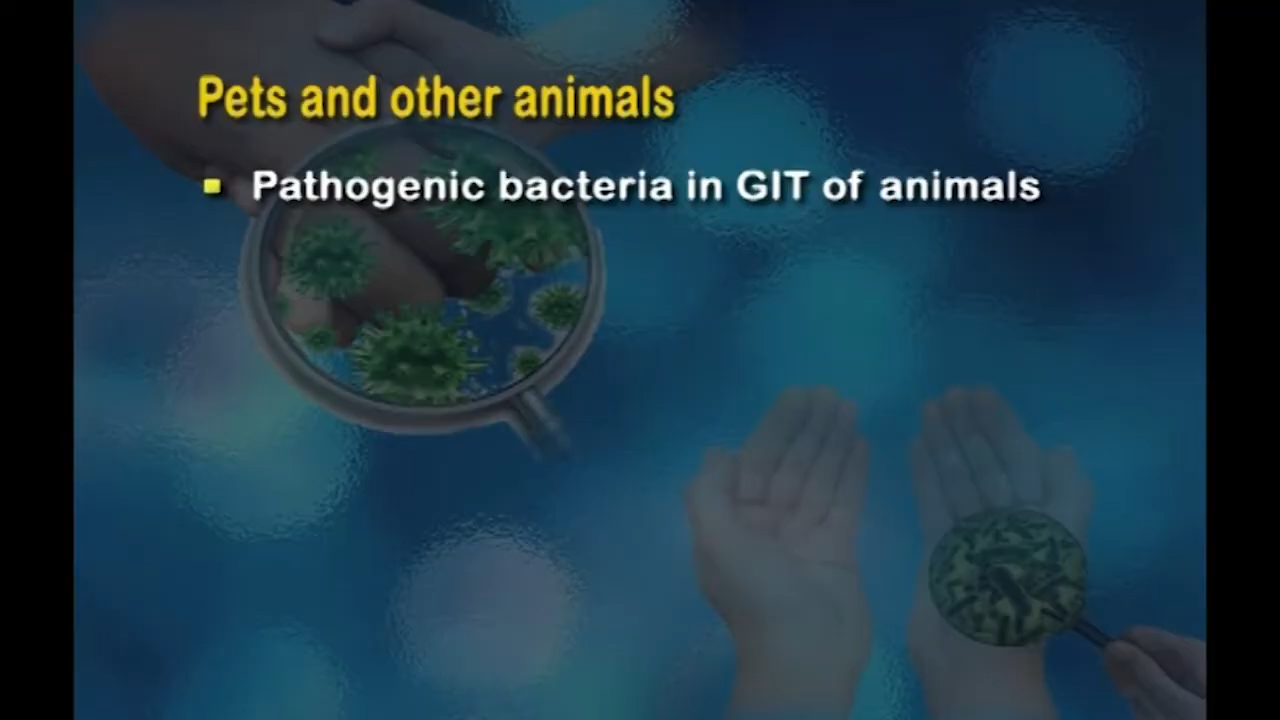 Pets and other animals
Pathogenic bacteria in GIT of animals